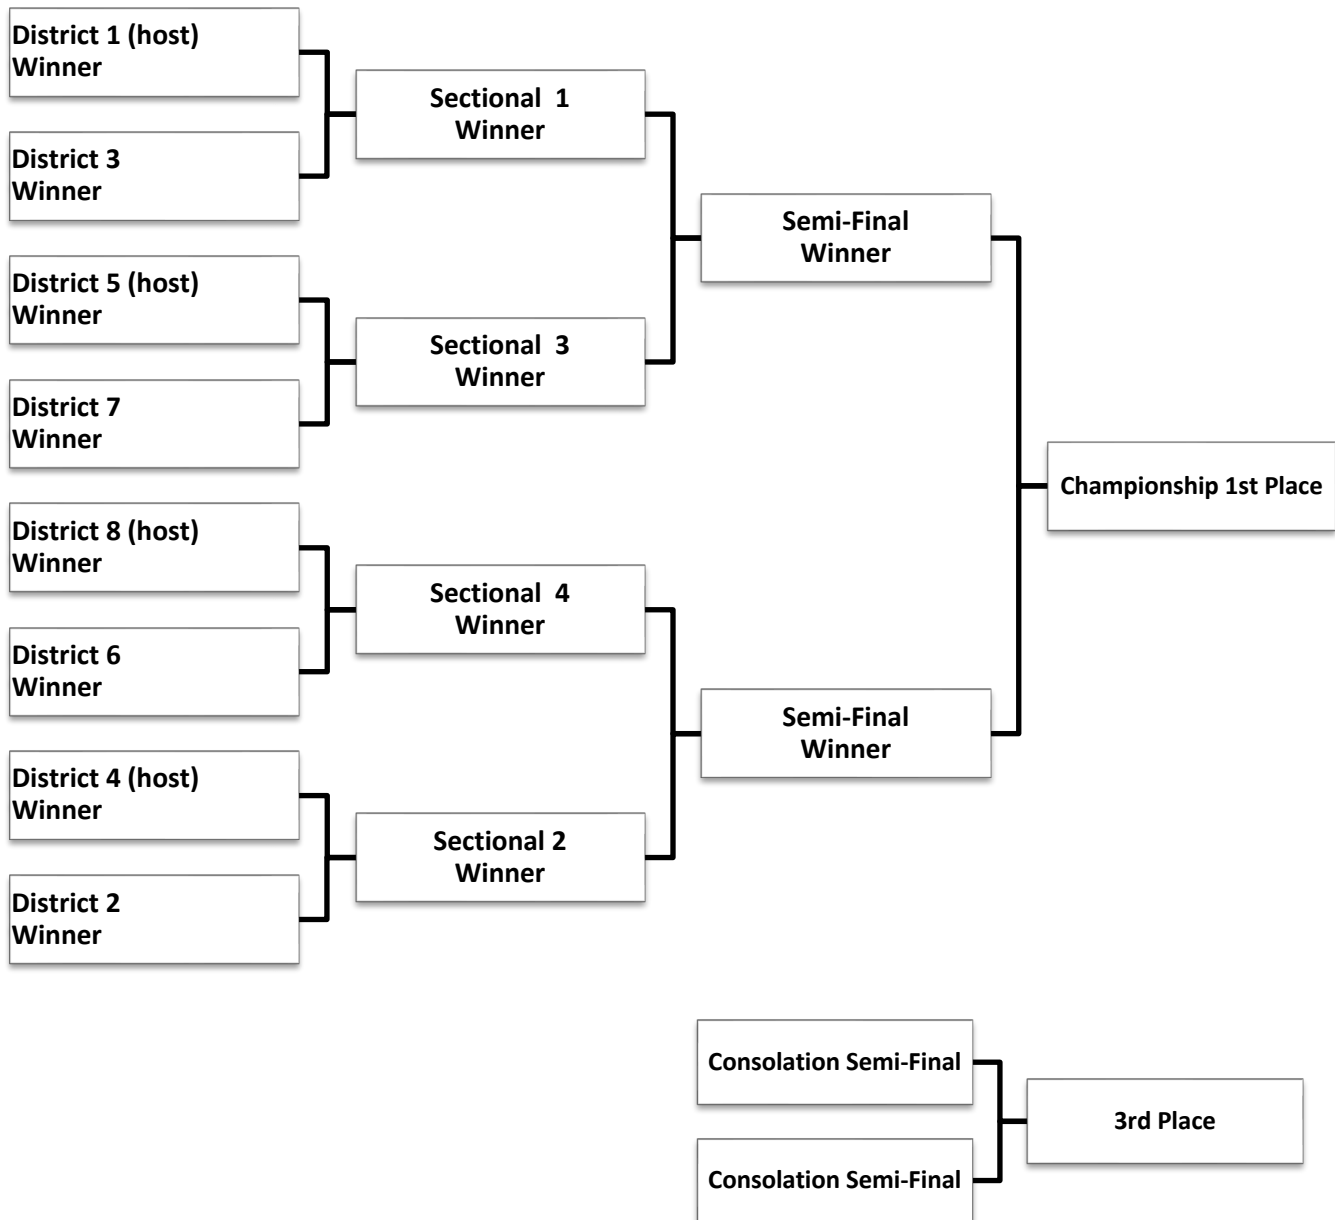 District 1 (host)
Winner
District 3
Winner
District 5 (host)
Winner
District 7
Winner
District 8 (host)
Winner
District 6
Winner
District 4 (host)
Winner
District 2
Winner
Sectional 1
Winner
Sectional 3
Winner
Sectional 4
Winner
Sectional 2
Winner
Semi-Final
Winner
Semi-Final
Winner
Championship 1st Place
Consolation Semi-Final
Consolation Semi-Final
3rd Place